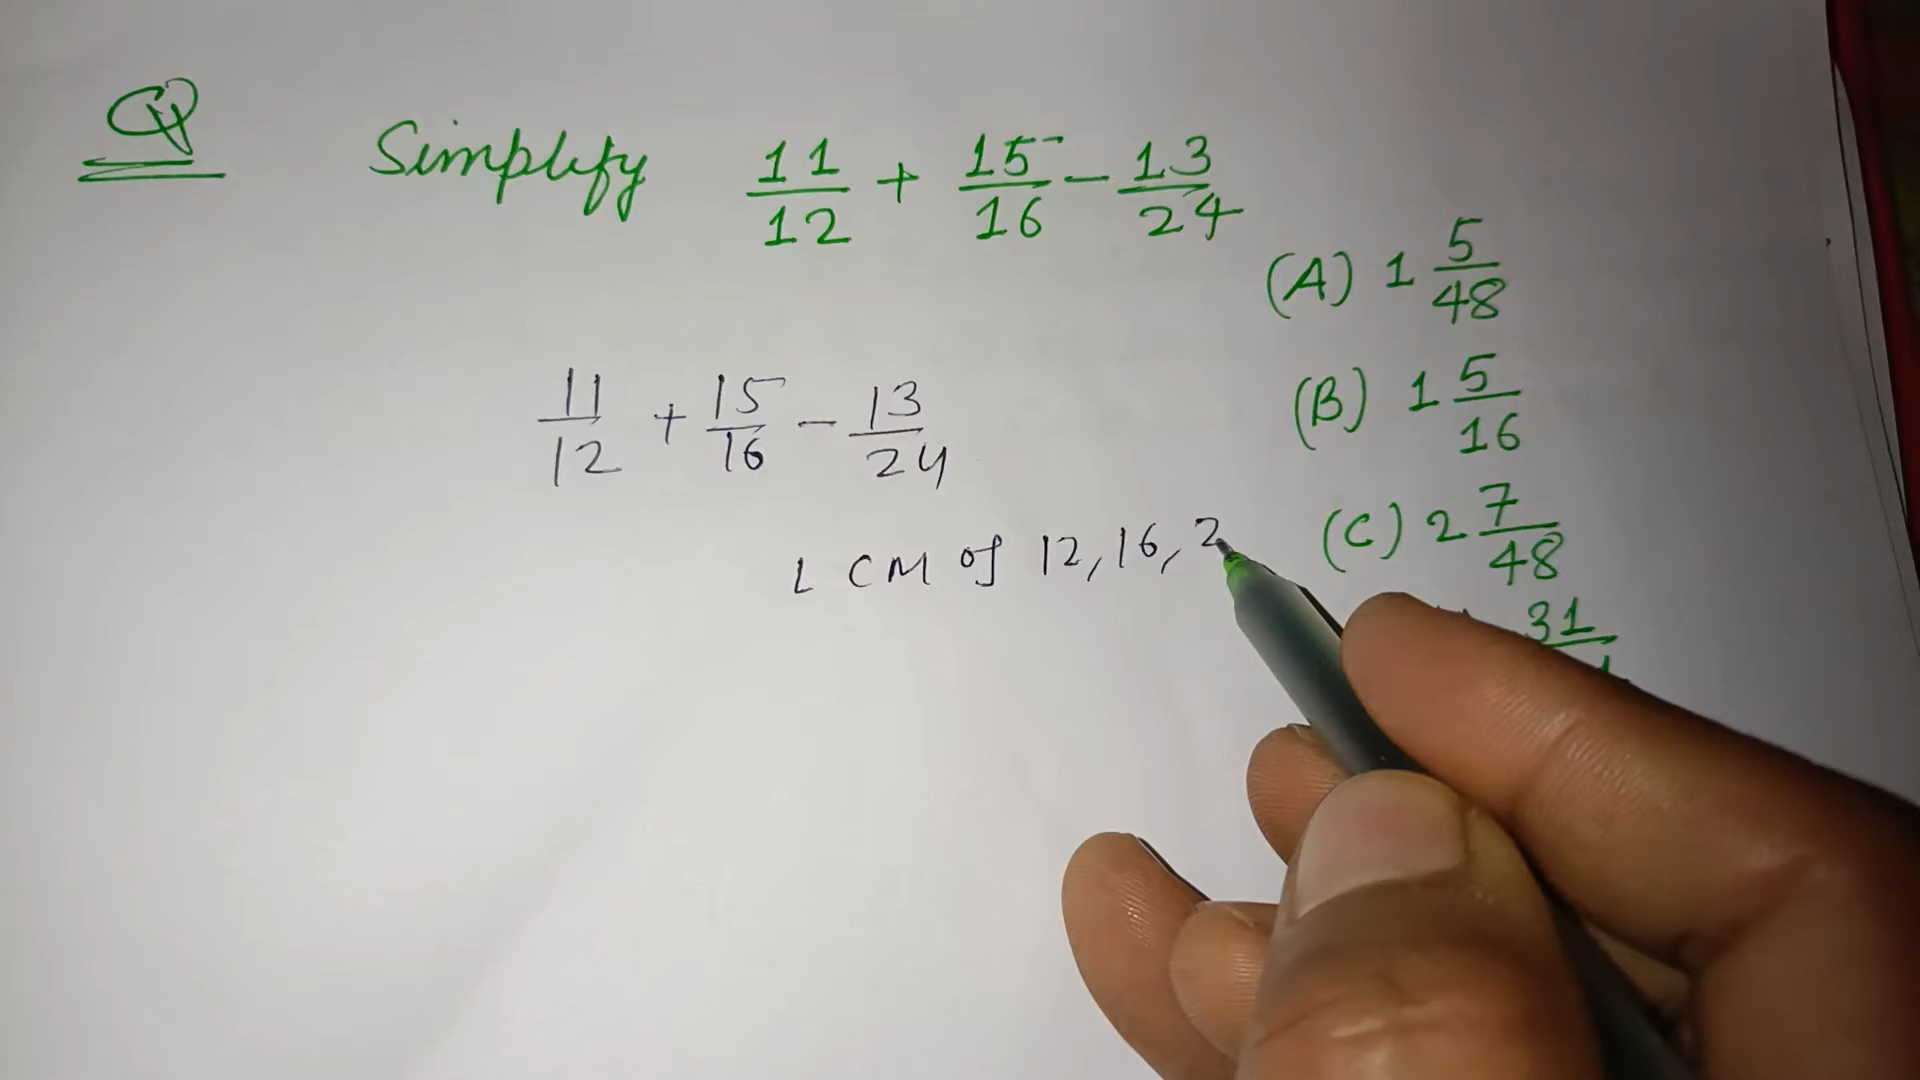 Q Simplify 11/12 + 15/16 - 13/24
(A) 1 5/48
(B) 1 5/16
(C) 2 7/48
31
11/12 + 15/16 - 13/24
LCM of 12, 16, 2